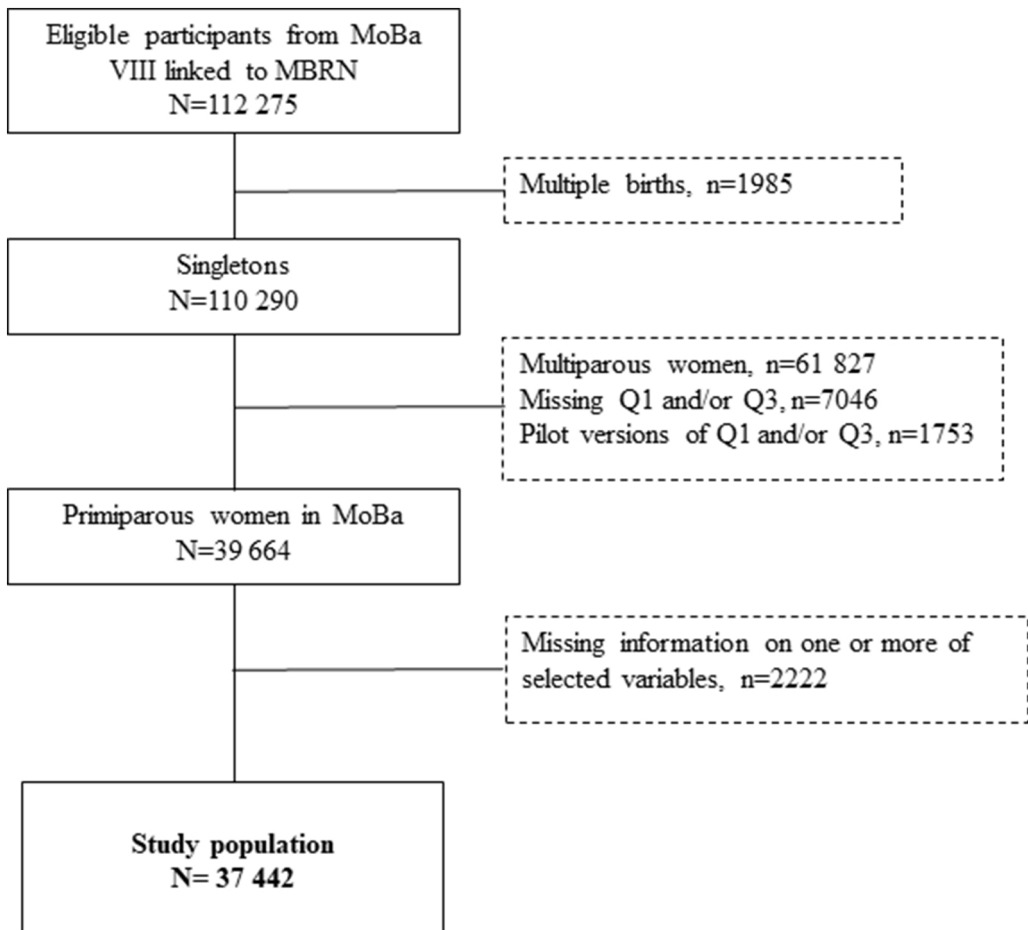 Eligible participants from MoBa
VIII linked to MBRN
N=112 275
Multiple births, n=1985
Singletons
N=110 290
Multiparous women, n=61 827
Missing Q1 and/or Q3, n=7046
Pilot versions of Q1 and/or Q3, n=1753
Primiparous women in MoBa
N=39 664
Missing information on one or more of
selected variables, n=2222
Study population
N= 37 442